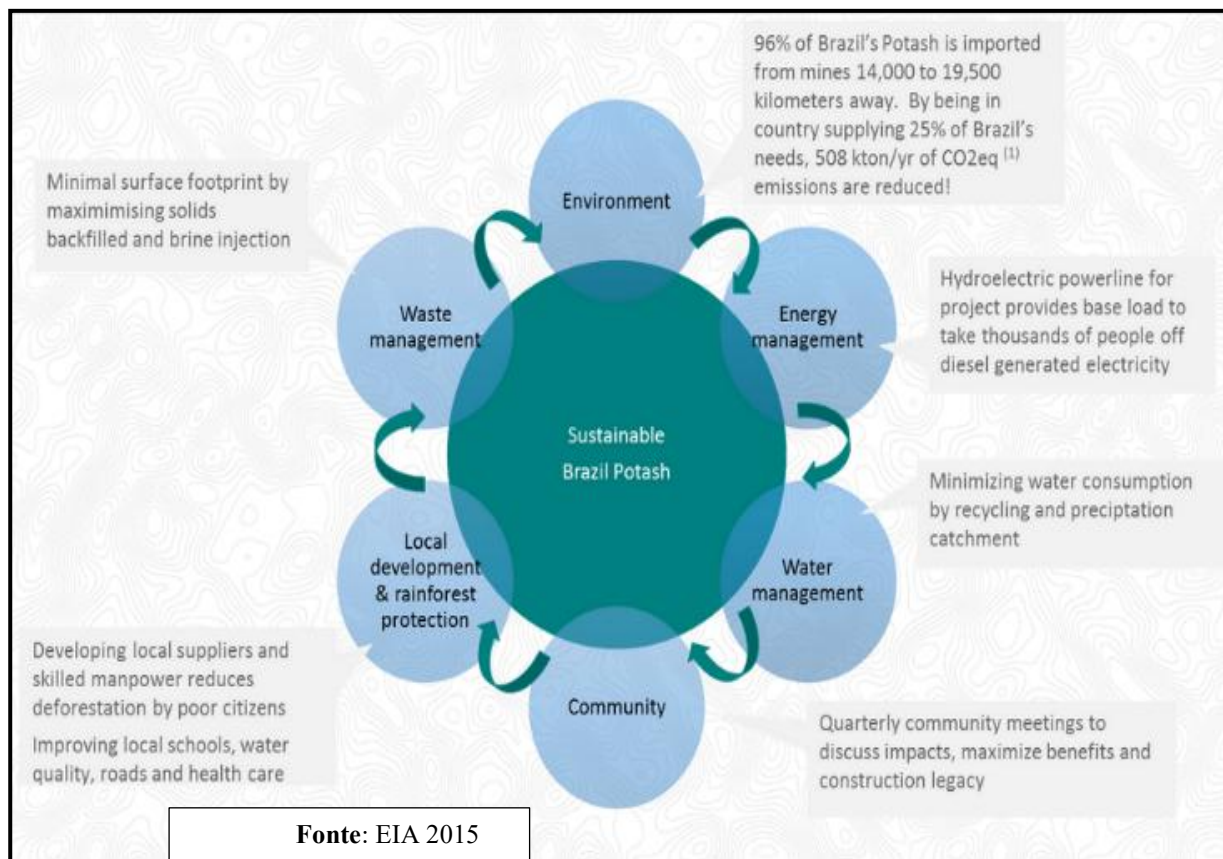 96% of Brazil's Potash is imported
from mines 14,000 to 19,500
kilometers away. By being in
country supplying 25% of Brazil's
needs, 508 kton/yr of CO2eq (1)
emissions are reduced!
Environment
Minimal surface footprint by
maximimising solids
backfilled and brine injection
Waste
management
Energy
management
Hydroelectric powerline for
project provides base load to
take thousands of people off
diesel generated electricity
Sustainable
Brazil Potash
Minimizing water consumption
by recycling and preciptation
catchment
Local
development
& rainforest
protection
Water
management
Developing local suppliers and
skilled manpower reduces
deforestation by poor citizens
Improving local schools, water
quality, roads and health care
Community
Quarterly community meetings to
discuss impacts, maximize benefits and
construction legacy
Fonte: EIA 2015